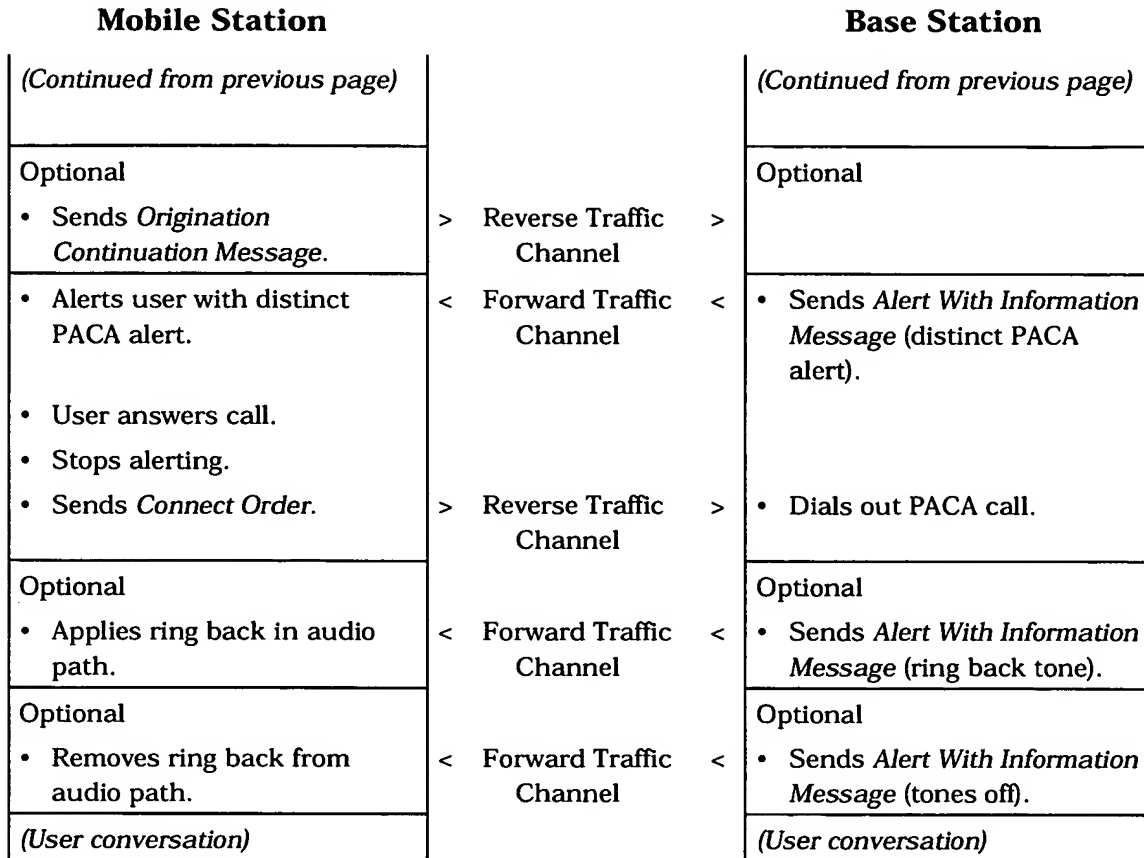 Mobile Station Base Station
(Continued from previous page) (Continued from previous page)
Optional Optional
• Sends Origination > Reverse Traffic >
Continuation Message. Channel
• Alerts user with distinct < Forward Traffic < • Sends Alert With Information
PACA alert. Channel Message (distinct PACA
alert).
• User answers call.
• Stops alerting.
• Sends Connect Order. > Reverse Traffic > • Dials out PACA call.
Channel
Optional Optional
• Applies ring back in audio < Forward Traffic < • Sends Alert With Information
path. Channel Message (ring back tone).
Optional Optional
• Removes ring back from < Forward Traffic < • Sends Alert With Information
audio path. Channel Message (tones off).
(User conversation) (User conversation)